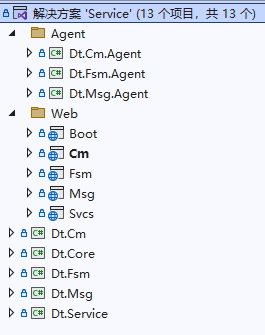 解决方案 'Service' (13 个项目，共 13 个)
Agent
C# Dt.Cm.Agent
C# Dt.Fsm.Agent
C# Dt.Msg.Agent
Web
Boot
Cm
Fsm
Msg
Svcs
C# Dt.Cm
C# Dt.Core
C# Dt.Fsm
C# Dt.Msg
C# Dt.Service